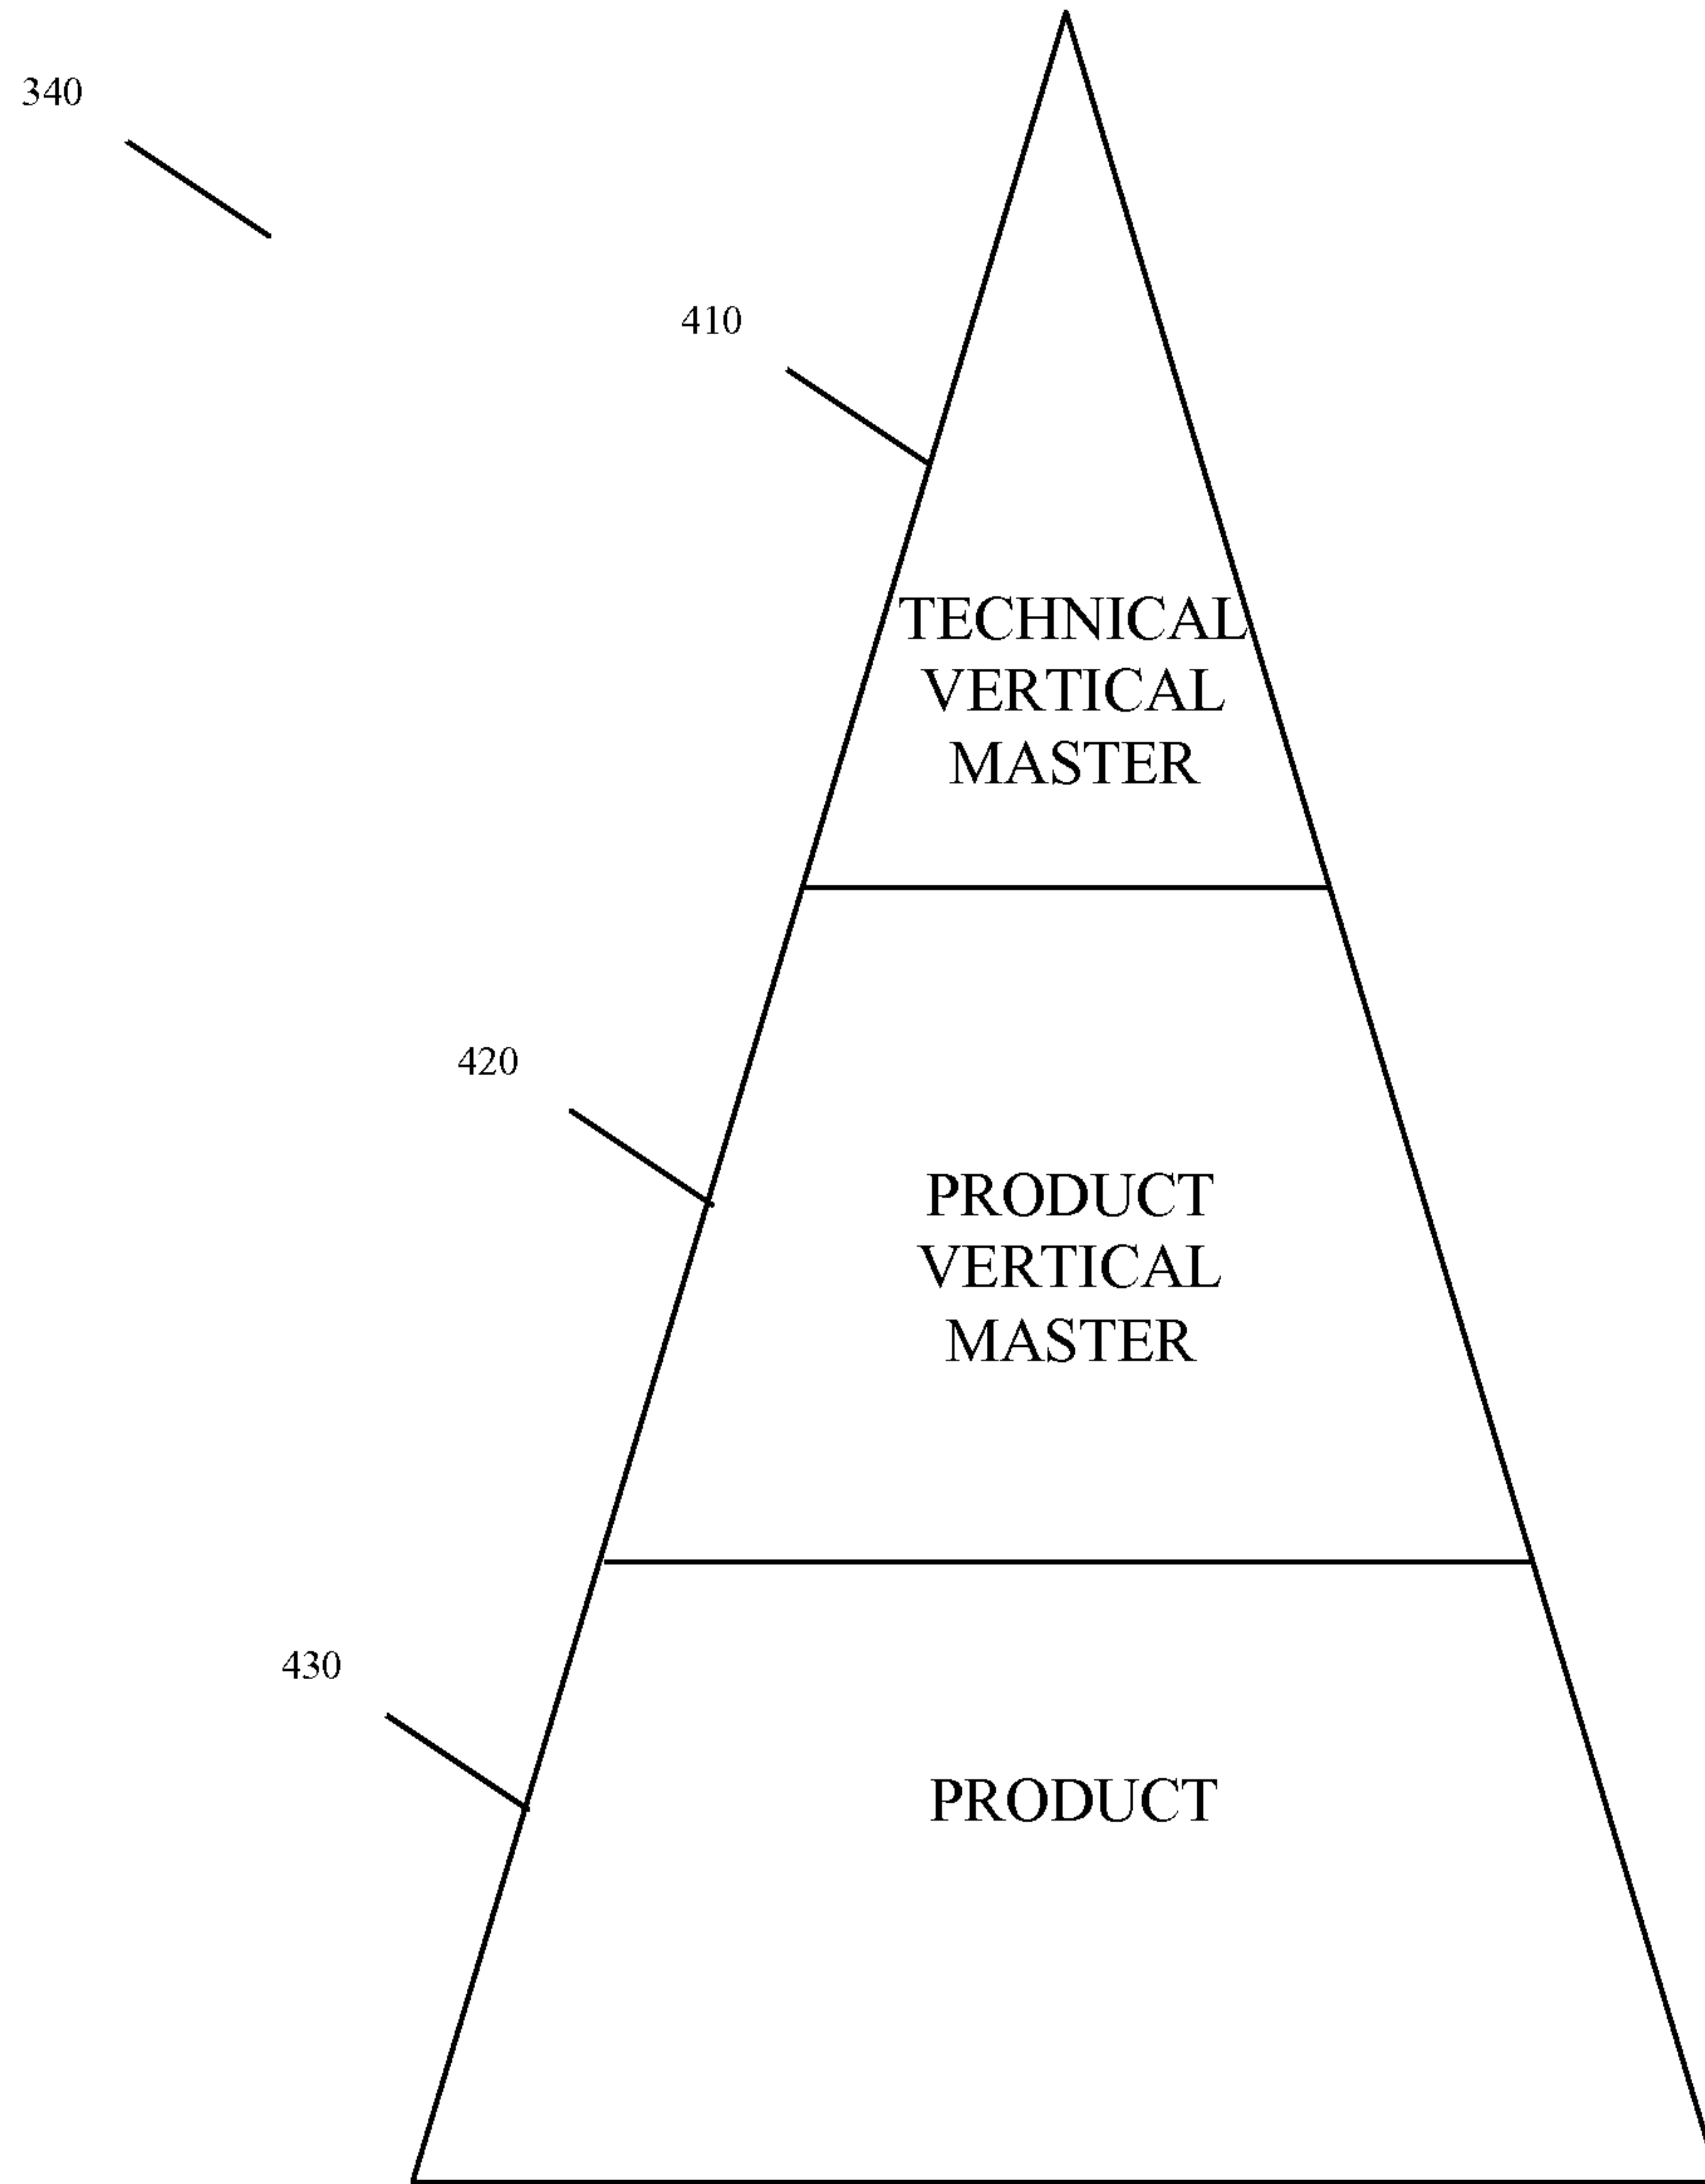 340
410
TECHNICAL
VERTICAL
MASTER
420
PRODUCT
VERTICAL
MASTER
430
PRODUCT